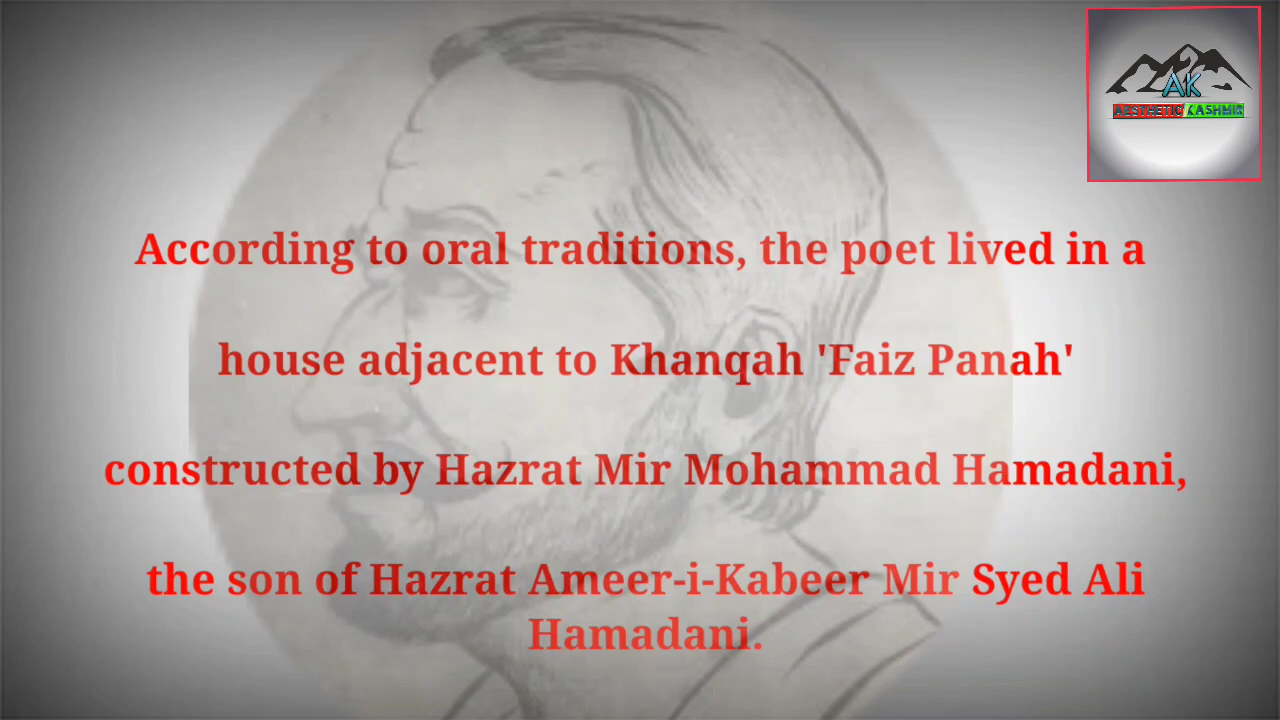 AK
AESTHETIC KASHMIR
According to oral traditions, the poet lived in a
house adjacent to Khanqah 'Faiz Panah'
constructed by Hazrat Mir Mohammad Hamadani,
the son of Hazrat Ameer-i-Kabeer Mir Syed Ali
Hamadani.